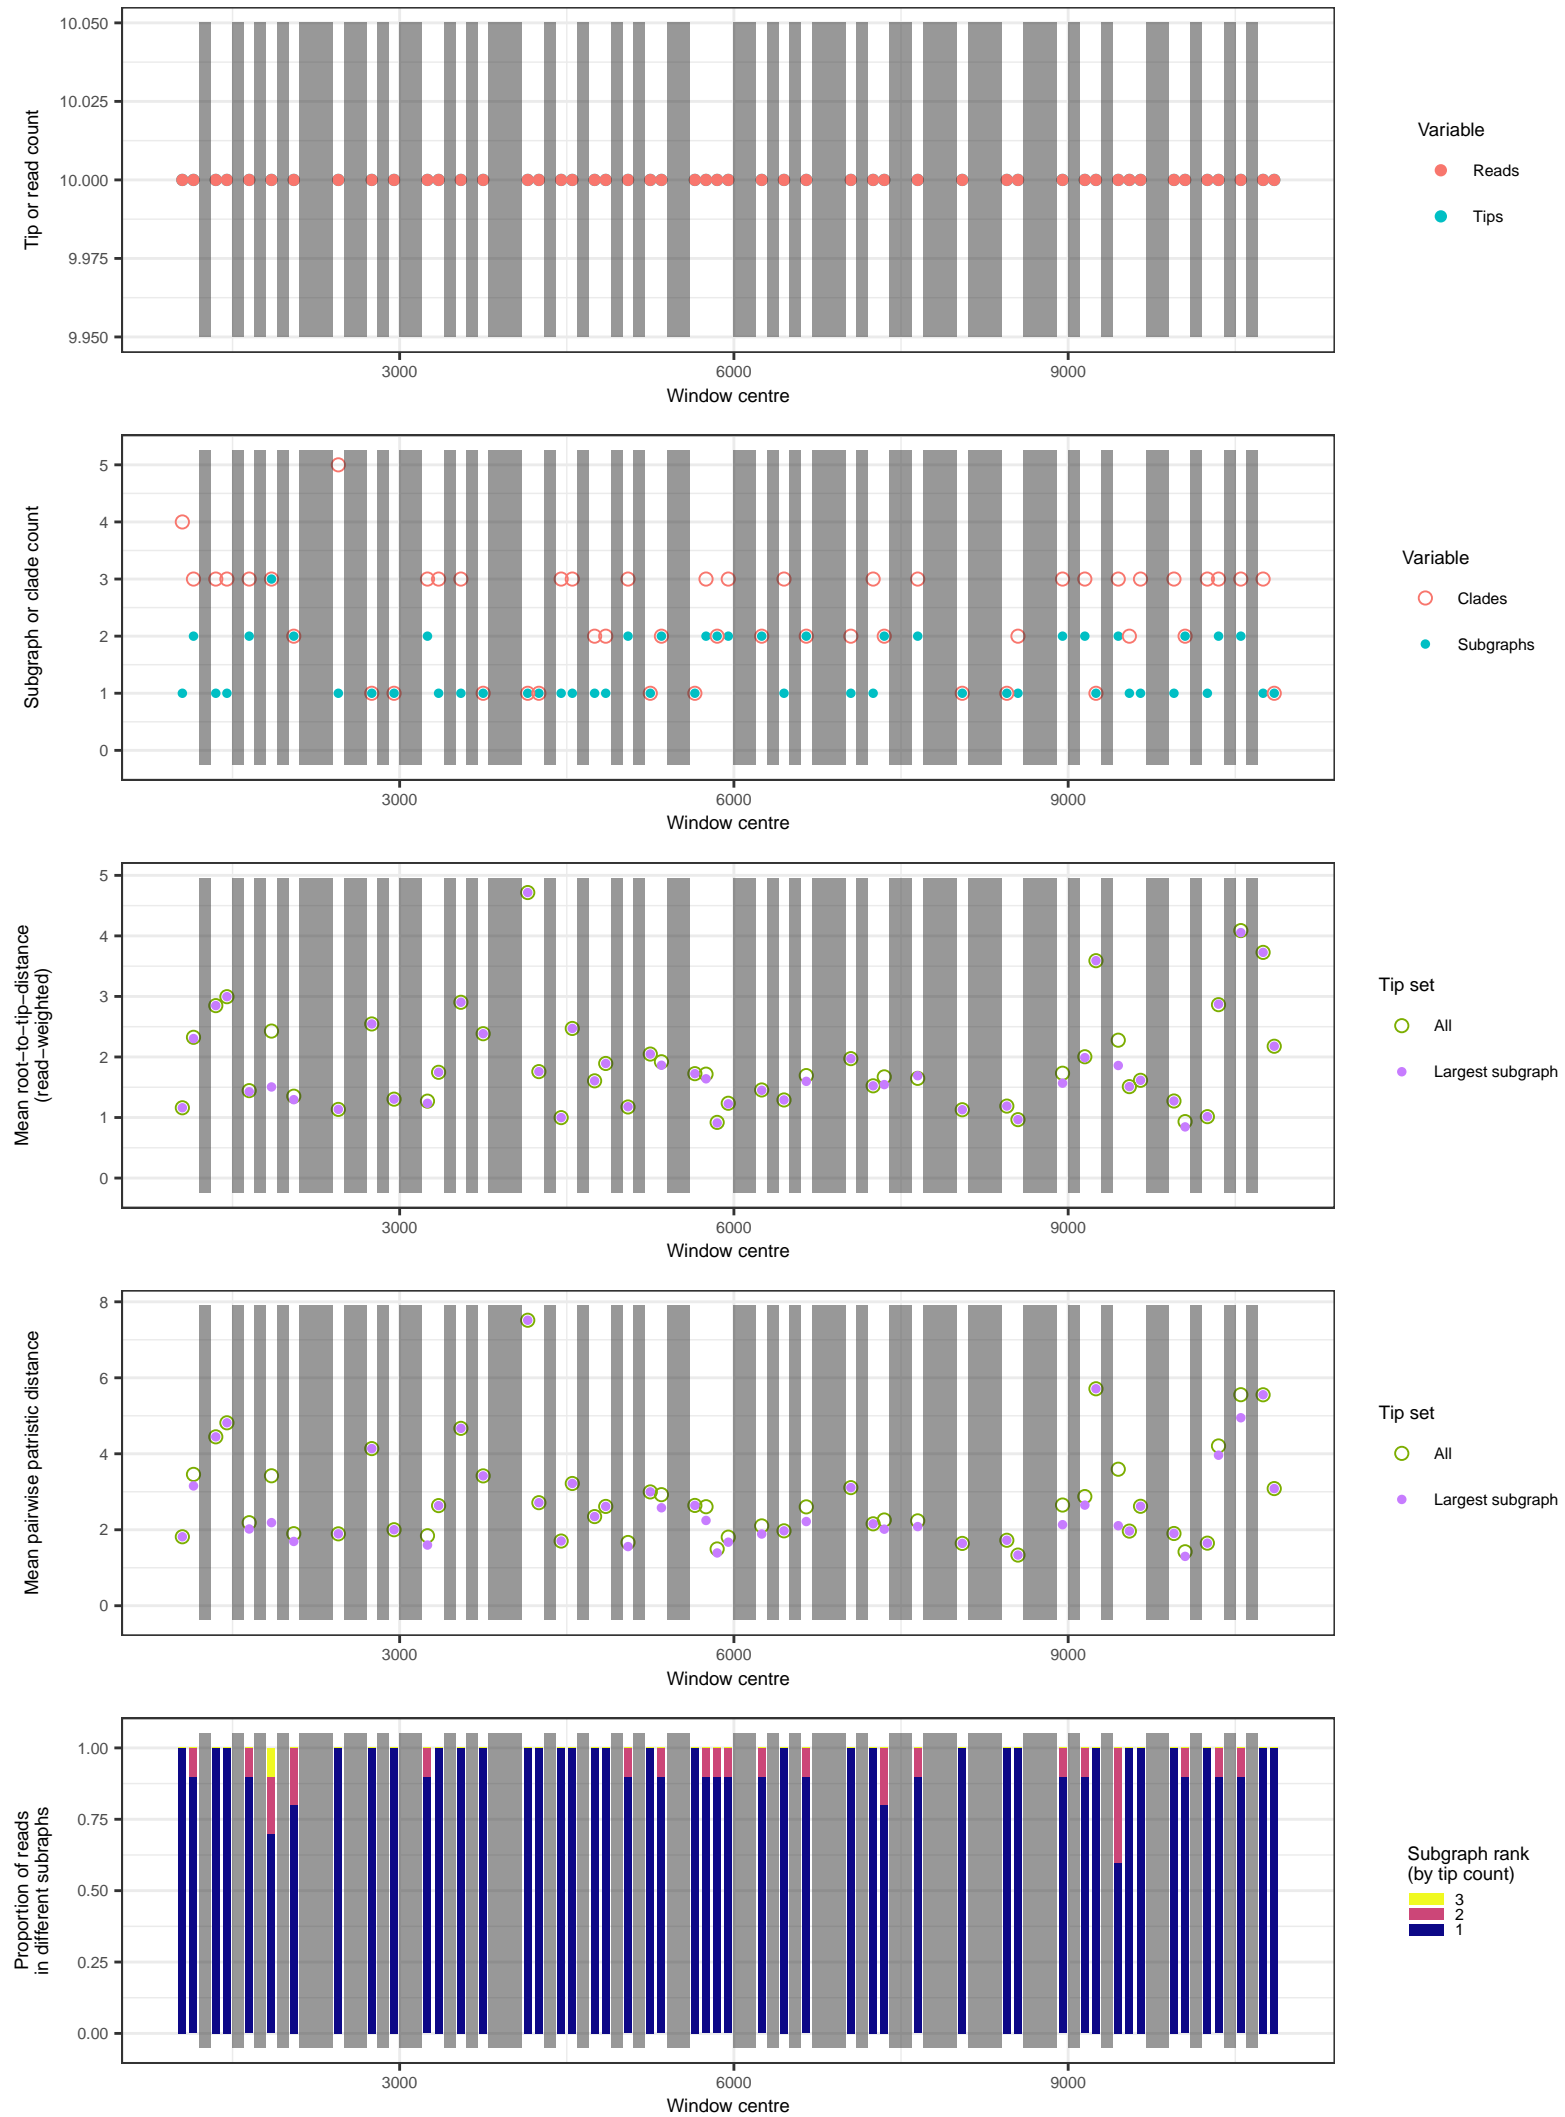 10.050
10.025
10.000
9.975
9.950
Tip or read count
3000
6000
9000
Window centre
Variable
Reads
Tips
5
4
3
2
1
0
Subgraph or clade count
3000
6000
9000
Window centre
Variable
Clades
Subgraphs
5
4
3
2
1
0
Mean root−to−tip−distance
(read−weighted)
3000
6000
9000
Window centre
Tip set
All
Largest subgraph
8
6
4
2
0
Mean pairwise patristic distance
3000
6000
9000
Window centre
Tip set
All
Largest subgraph
1.00
0.75
0.50
0.25
0.00
Proportion of reads
in different subraphs
3000
6000
9000
Window centre
Subgraph rank
(by tip count)
3
2
1